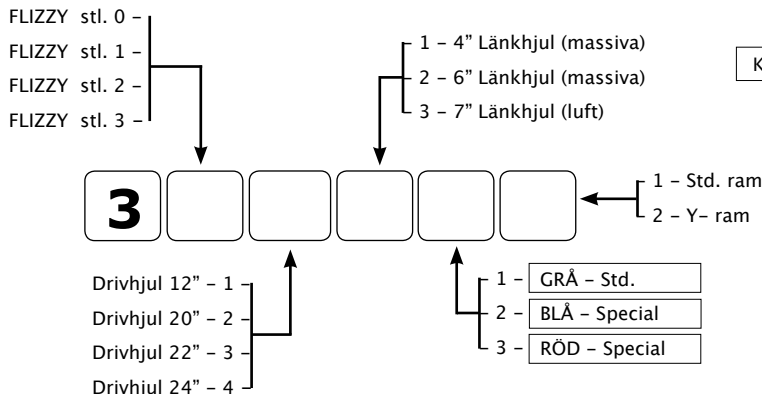 FLIZZY stl. 0 –
FLIZZY stl. 1 –
FLIZZY stl. 2 –
FLIZZY stl. 3 –
1 – 4” Länkhjul (massiva)
2 – 6” Länkhjul (massiva)
3 – 7” Länkhjul (luft)
K
3
1 – Std. ram
2 – Y– ram
Drivhjul 12” – 1
Drivhjul 20” – 2
Drivhjul 22” – 3
Drivhjul 24” – 4
1 – GRÅ – Std.
2 – BLÅ – Special
3 – RÖD – Special